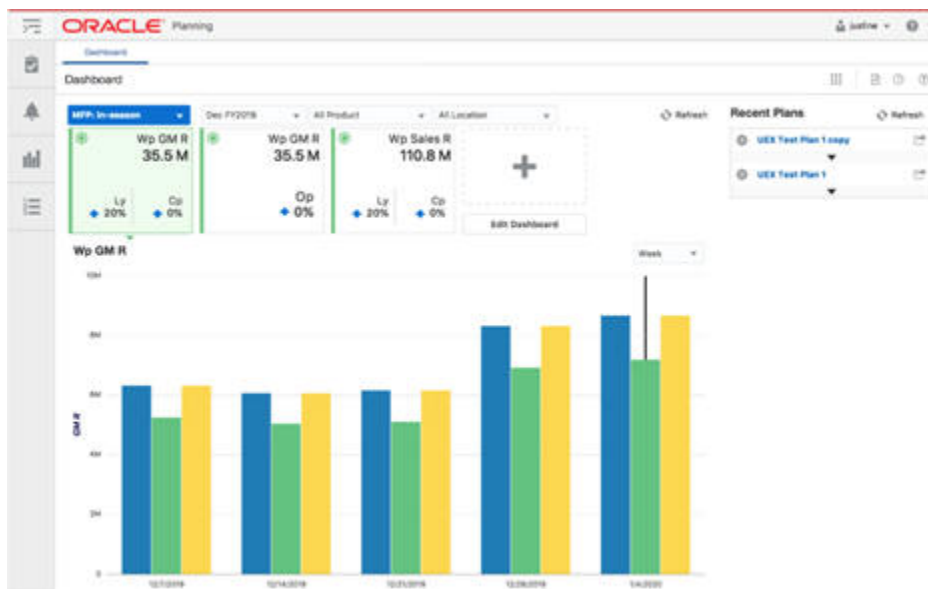 ORACLE Planning
justine
Dashboard
Dashboard
MFP: In-season
Dec FY2019
All Product
All Location
Refresh
Recent Plans
Refresh
Wp GM R
35.5 M
Ly
20%
Cp
0%
Wp GM R
35.5 M
Op
0%
Wp Sales R
110.8 M
Ly
20%
Cp
0%
Edit Dashboard
UEX Test Plan 1 copy
UEX Test Plan 1
Wp GM R
Week
10M
8M
6M
4M
2M
0
GM R
12/7/2019
12/14/2019
12/21/2019
12/28/2019
1/4/2020